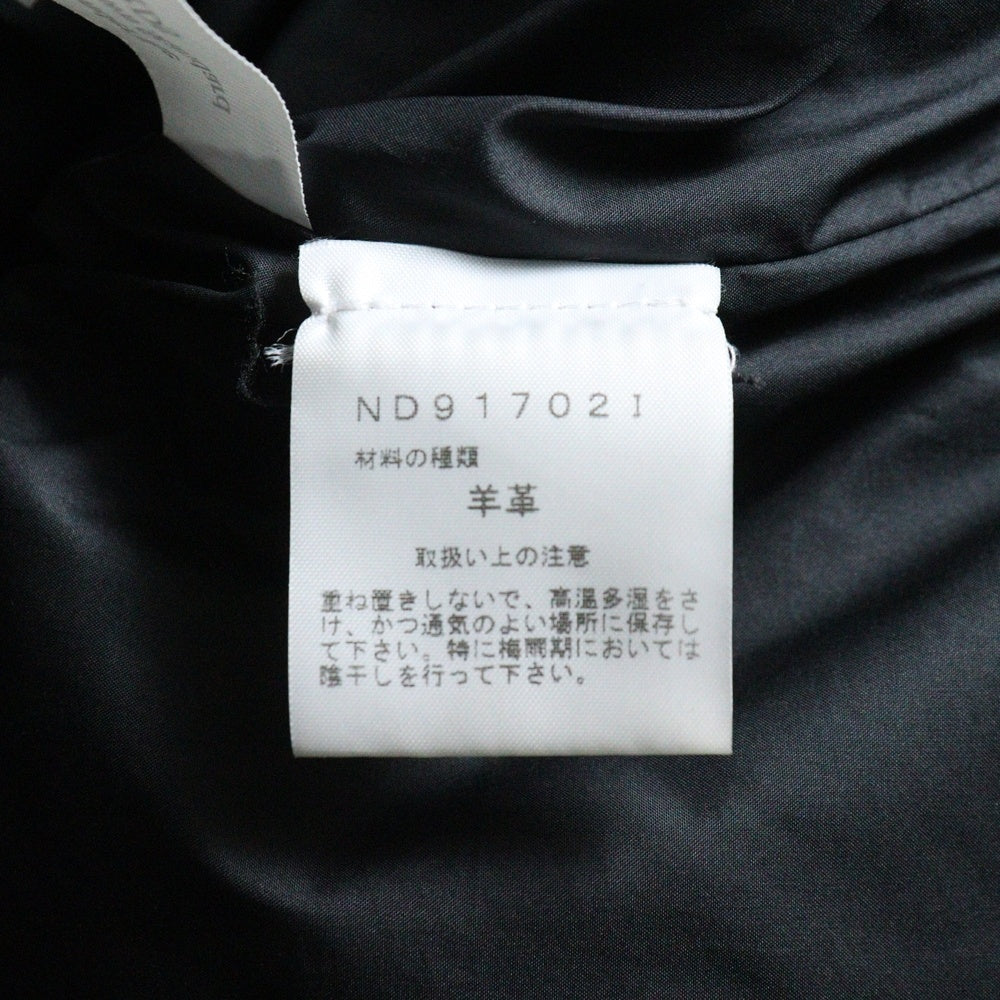 ND91702I
材料の種類
羊革
取扱い上の注意
重ね置きしないで、高温多湿をさ
け、かつ通気のよい場所に保存し
て下さい。特に梅雨期においては
陰干しを行って下さい。